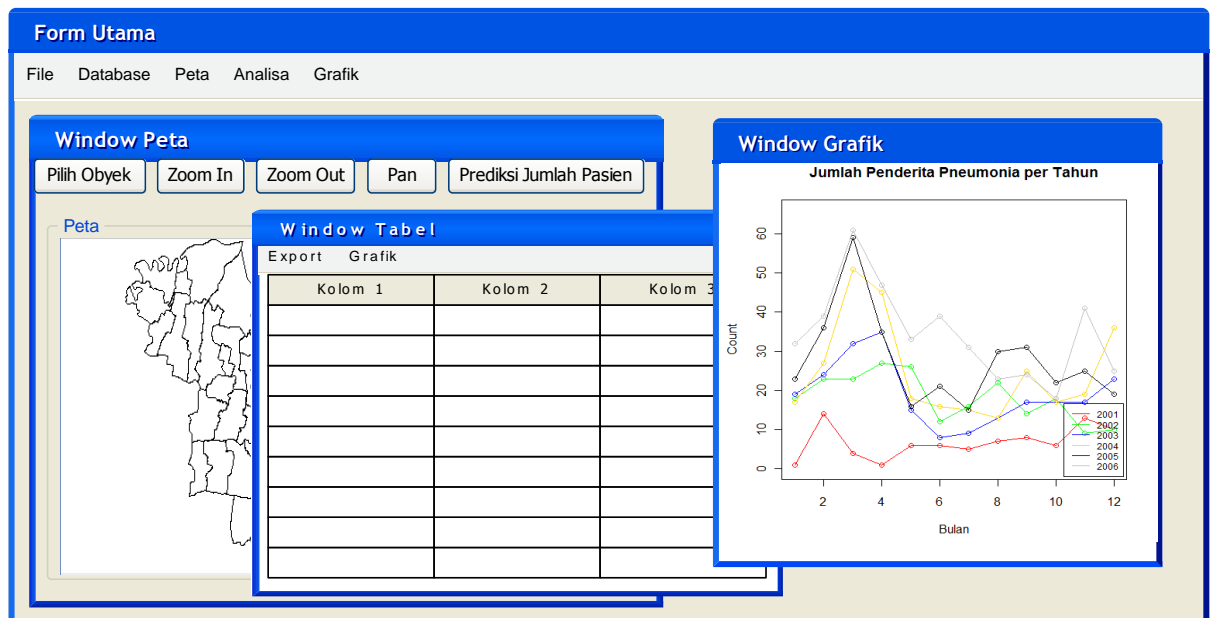 Form Utama
File Database Peta Analisa Grafik
Window Peta
Pilih Obyek Zoom In Zoom Out Pan Prediksi Jumlah Pasien
Peta
Window Tabel
Export Grafik
Kolom 1 Kolom 2 Kolom 3
Window Grafik
Jumlah Penderita Pneumonia per Tahun
Count
60
50
40
30
20
10
0
2 4 6 8 10 12
Bulan
2001
2002
2003
2004
2005
2006